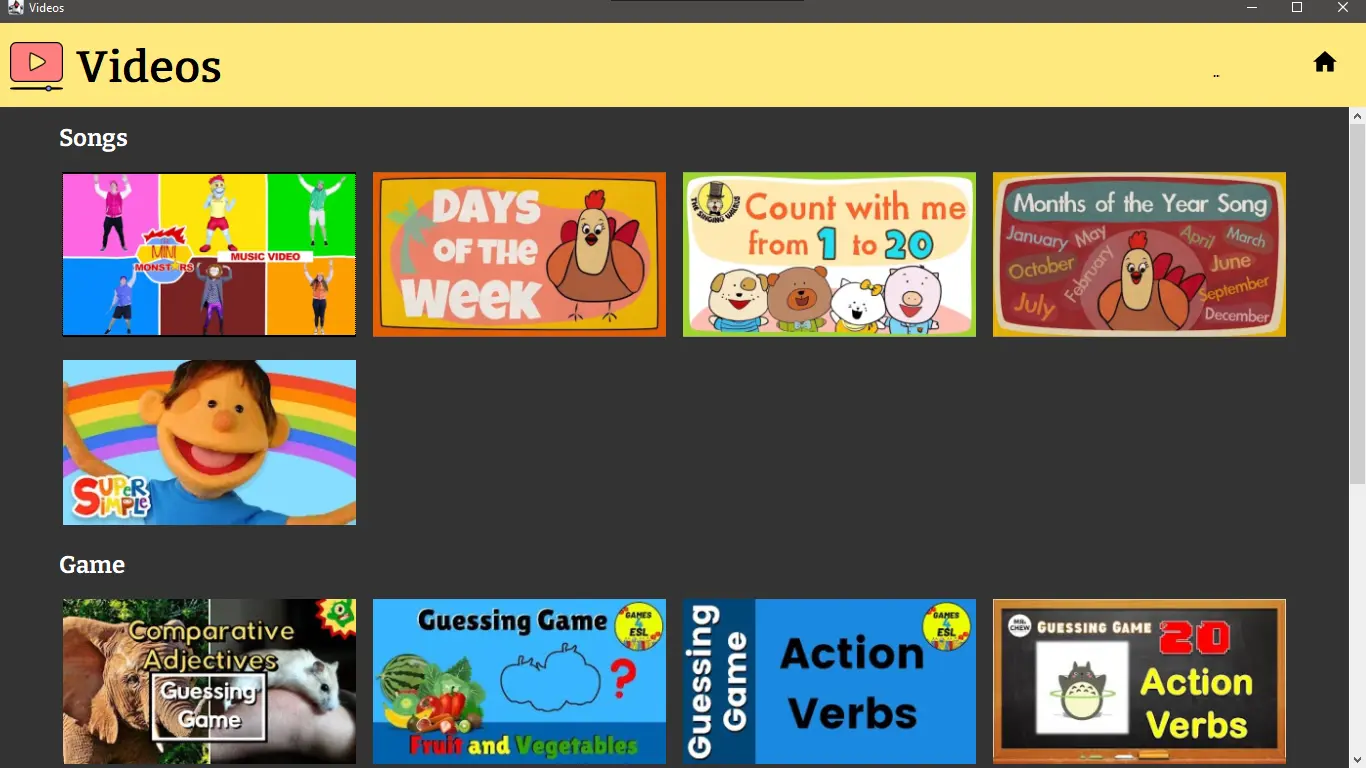 Videos
Videos
..
Songs
MINI
MONSTARS
MUSIC VIDEO
DAYS
OF THE
WEEK
THE SINGING WALRUS
Count with me
from 1 to 20
Months of the Year Song
January
May
April
March
October
February
June
July
September
December
SUPER
SIMPLE
Game
Comparative
Adjectives
Guessing
Game
Guessing Game
GAMES
4
ESL
?
Fruit and Vegetables
Guessing
Game
GAMES
4
ESL
Action
Verbs
MR.
CHEW
GUESSING GAME 20
Action
Verbs